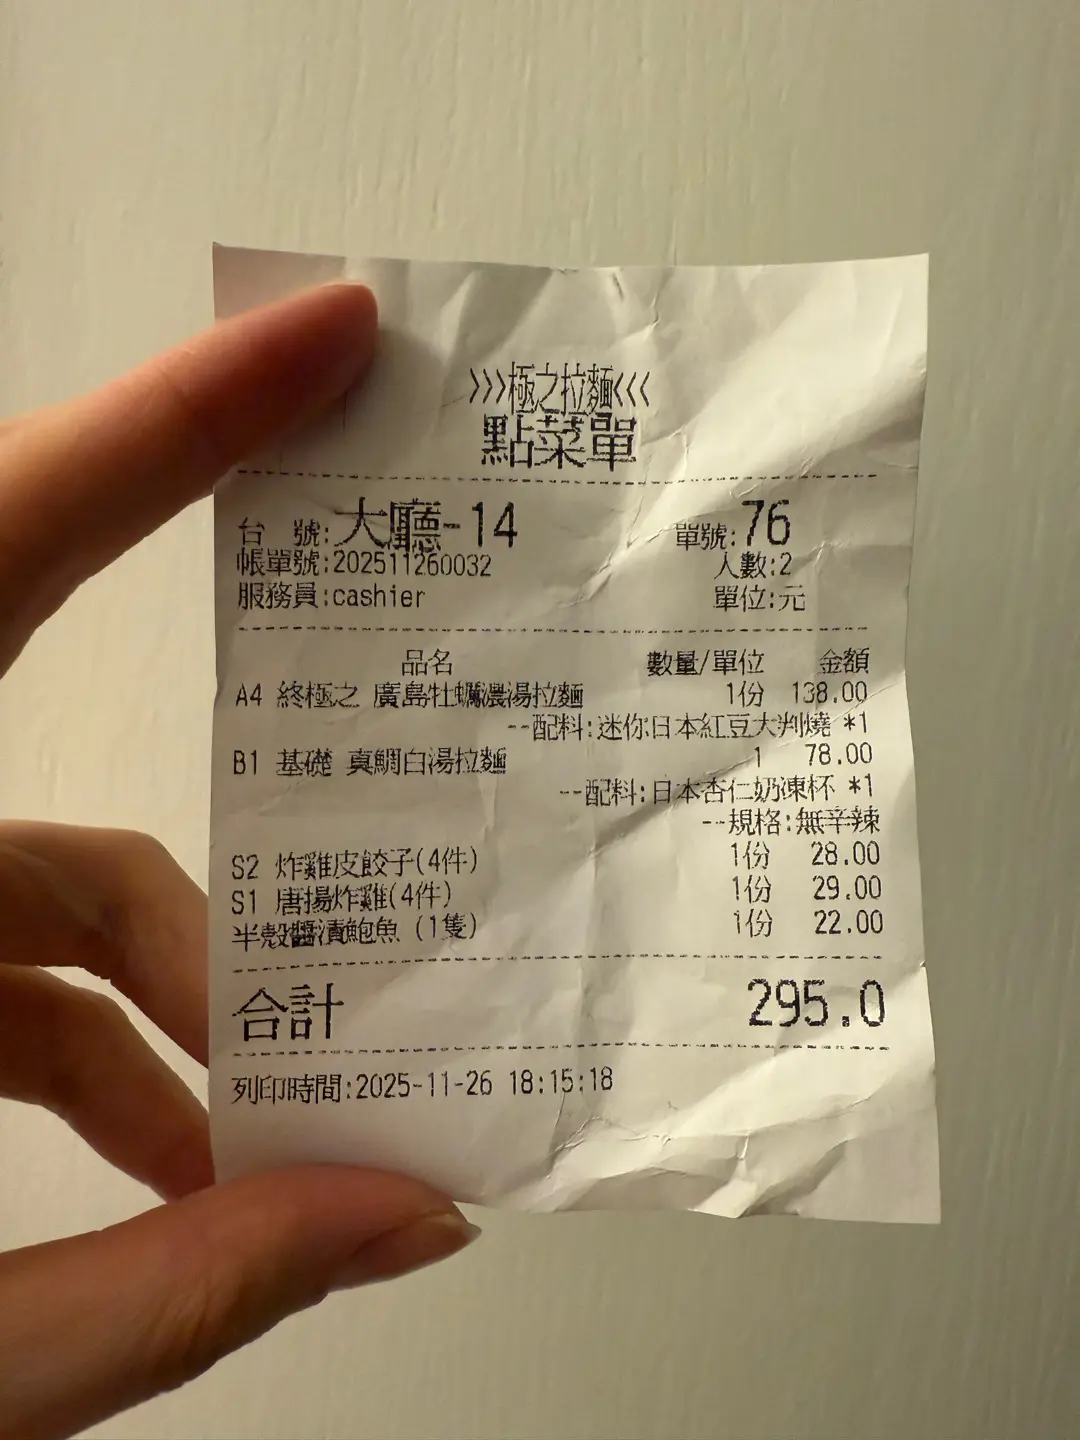 >>>極之拉麵<<<
點菜單
台 號:大廳-14 單號:76
帳單號:202511260032 人數:2
服務員:cashier 單位:元
品名 數量/單位 金額
A4 終極之 廣島牡蠣濃湯拉麵 1份 138.00
--配料:迷你日本紅豆大判燒 *1
B1 基礎 真鯛白湯拉麵 1 78.00
--配料:日本杏仁奶凍杯 *1
--規格:無辛辣
S2 炸雞皮餃子(4件) 1份 28.00
S1 唐揚炸雞(4件) 1份 29.00
半殼醬漬鮑魚 (1隻) 1份 22.00
合計 295.0
列印時間:2025-11-26 18:15:18